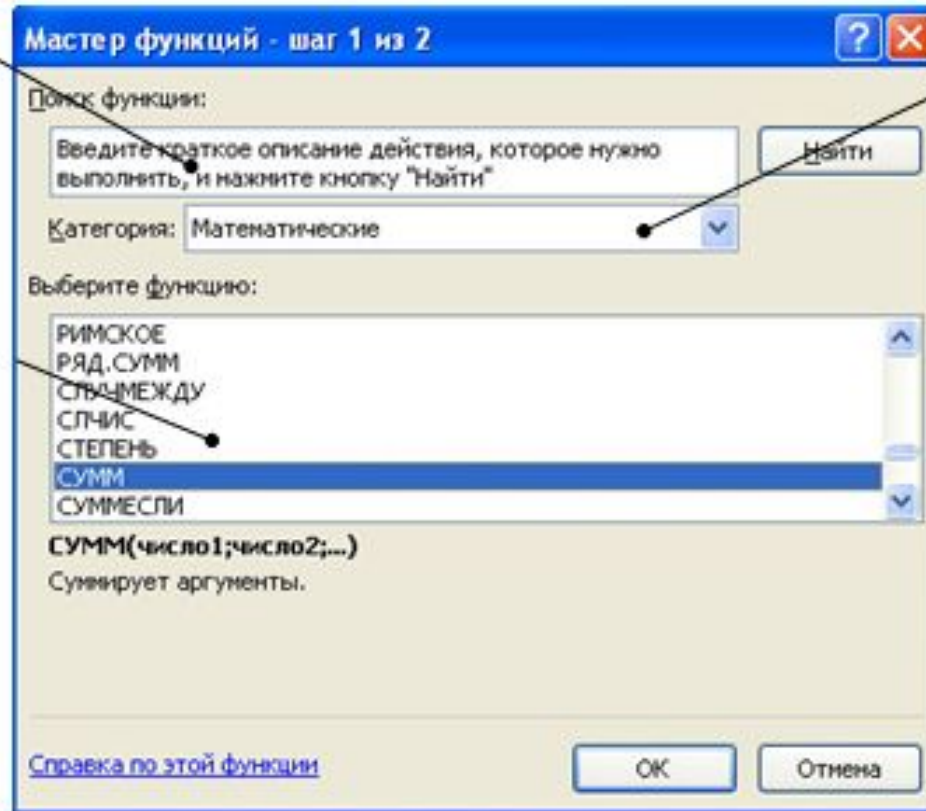 Мастер функций - шаг 1 из 2
Поиск функции:
Введите краткое описание действия, которое нужно
выполнить, и нажмите кнопку "Найти"
Найти
Категория: Математические
Выберите функцию:
РИМСКОЕ
РЯД.СУММ
СЛУЧМЕЖДУ
СЛЧИС
СТЕПЕНЬ
СУММ
СУММЕСЛИ
СУММ(число1;число2;...)
Суммирует аргументы.
Справка по этой функции
ОК
Отмена